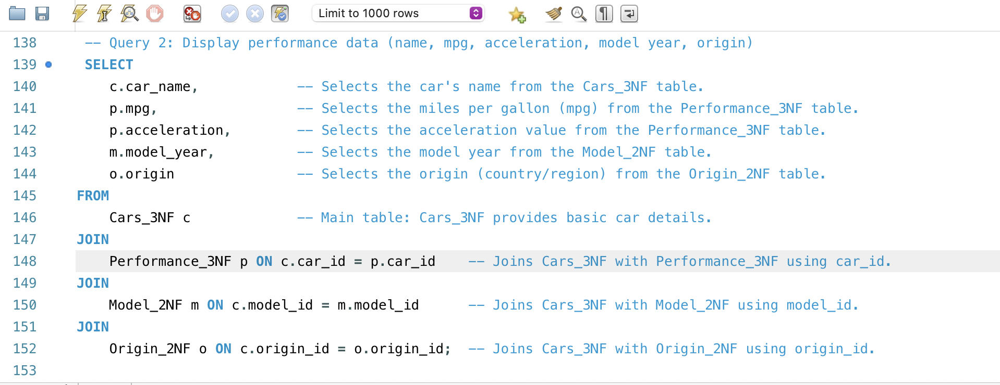 Limit to 1000 rows
138 -- Query 2: Display performance data (name, mpg, acceleration, model year, origin)
139 SELECT
140 c.car_name, -- Selects the car's name from the Cars_3NF table.
141 p.mpg, -- Selects the miles per gallon (mpg) from the Performance_3NF table.
142 p.acceleration, -- Selects the acceleration value from the Performance_3NF table.
143 m.model_year, -- Selects the model year from the Model_2NF table.
144 o.origin -- Selects the origin (country/region) from the Origin_2NF table.
145 FROM
146 Cars_3NF c -- Main table: Cars_3NF provides basic car details.
147 JOIN
148 Performance_3NF p ON c.car_id = p.car_id -- Joins Cars_3NF with Performance_3NF using car_id.
149 JOIN
150 Model_2NF m ON c.model_id = m.model_id -- Joins Cars_3NF with Model_2NF using model_id.
151 JOIN
152 Origin_2NF o ON c.origin_id = o.origin_id; -- Joins Cars_3NF with Origin_2NF using origin_id.
153